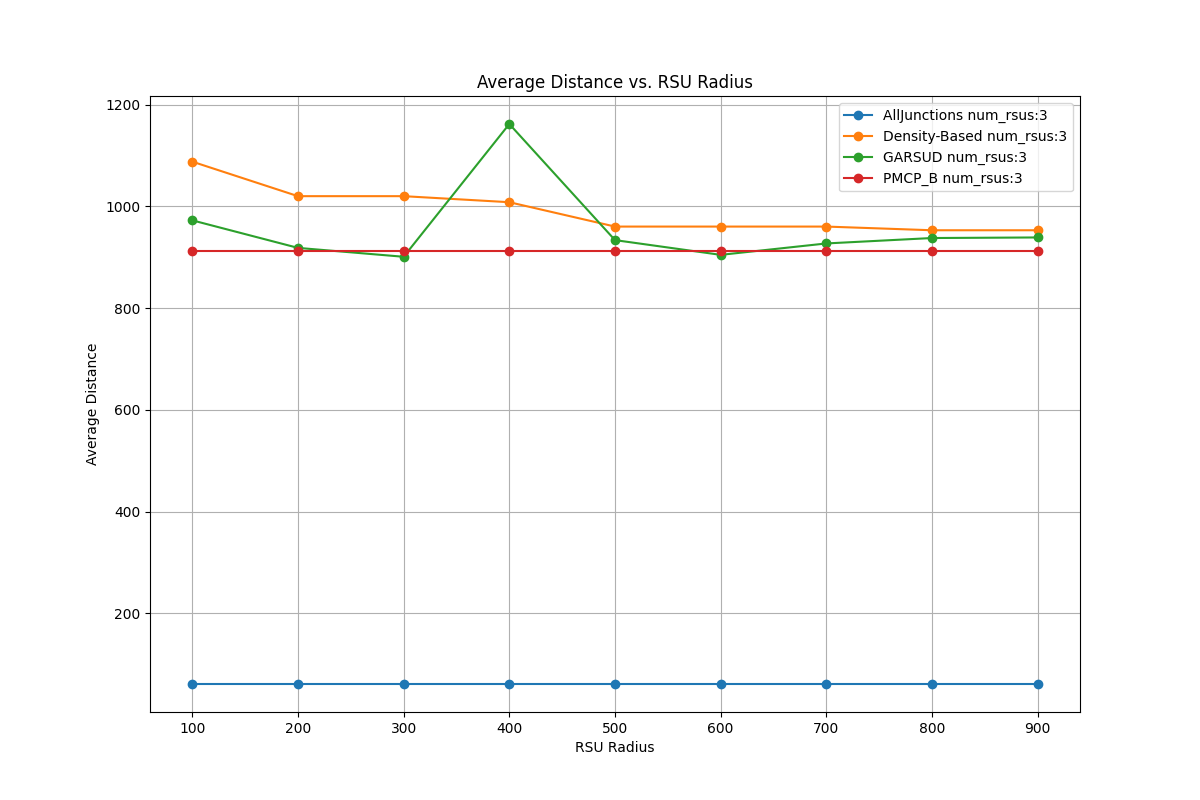 Average Distance vs. RSU Radius
AllJunctions num_rsus:3
Density-Based num_rsus:3
GARSUD num_rsus:3
PMCP_B num_rsus:3
1200
1000
800
600
400
200
Average Distance
100 200 300 400 500 600 700 800 900
RSU Radius